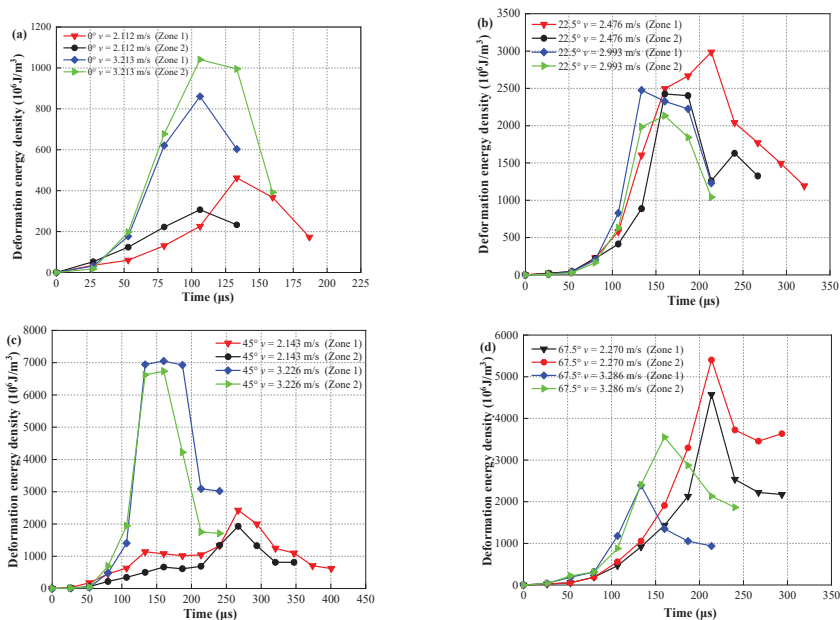 (a)
0° v = 2.112 m/s (Zone 1)
0° v = 2.112 m/s (Zone 2)
0° v = 3.213 m/s (Zone 1)
0° v = 3.213 m/s (Zone 2)
Deformation energy density (10⁶J/m³)
1200
1000
800
600
400
200
0
0 25 50 75 100 125 150 175 200 225
Time (μs)
(b)
22.5° v = 2.476 m/s (Zone 1)
22.5° v = 2.476 m/s (Zone 2)
22.5° v = 2.993 m/s (Zone 1)
22.5° v = 2.993 m/s (Zone 2)
Deformation energy density (10⁶J/m³)
3500
3000
2500
2000
1500
1000
500
0
0 50 100 150 200 250 300 350
Time (μs)
(c)
45° v = 2.143 m/s (Zone 1)
45° v = 2.143 m/s (Zone 2)
45° v = 3.226 m/s (Zone 1)
45° v = 3.226 m/s (Zone 2)
Deformation energy density (10⁶J/m³)
8000
7000
6000
5000
4000
3000
2000
1000
0
0 50 100 150 200 250 300 350 400 450
Time (μs)
(d)
67.5° v = 2.270 m/s (Zone 1)
67.5° v = 2.270 m/s (Zone 2)
67.5° v = 3.286 m/s (Zone 1)
67.5° v = 3.286 m/s (Zone 2)
Deformation energy density (10⁶J/m³)
6000
5000
4000
3000
2000
1000
0
0 50 100 150 200 250 300 350
Time (μs)